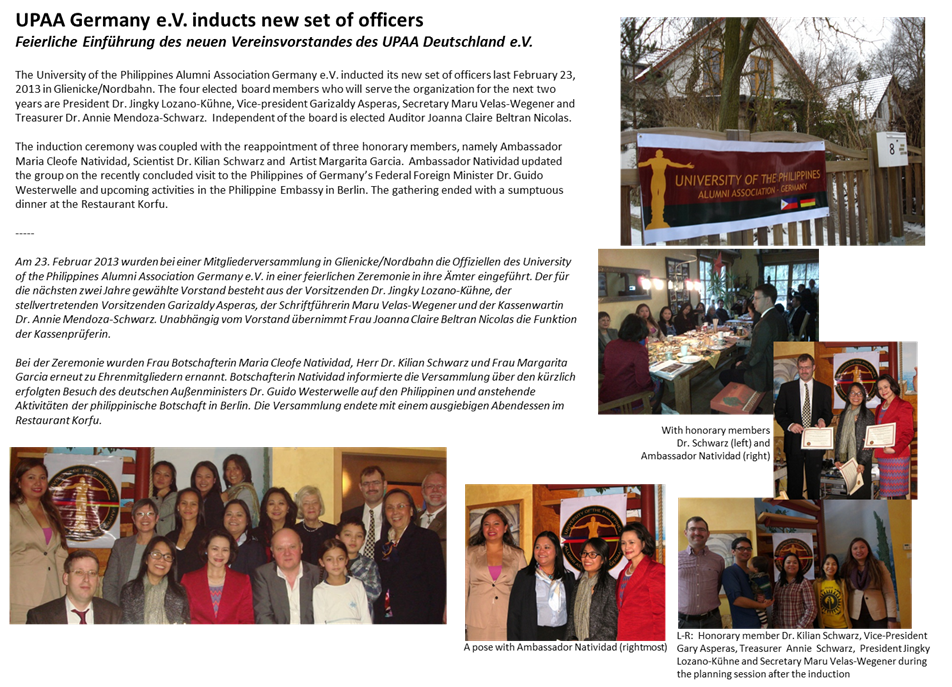 UPAA Germany e.V. inducts new set of officers
Feierliche Einführung des neuen Vereinsvorstandes des UPAA Deutschland e.V.
The University of the Philippines Alumni Association Germany e.V. inducted its new set of officers last February 23,
2013 in Glienicke/Nordbahn. The four elected board members who will serve the organization for the next two
years are President Dr. Jingky Lozano-Kühne, Vice-president Garizaldy Asperas, Secretary Maru Velas-Wegener and
Treasurer Dr. Annie Mendoza-Schwarz. Independent of the board is elected Auditor Joanna Claire Beltran Nicolas.
The induction ceremony was coupled with the reappointment of three honorary members, namely Ambassador
Maria Cleofe Natividad, Scientist Dr. Kilian Schwarz and Artist Margarita Garcia. Ambassador Natividad updated
the group on the recently concluded visit to the Philippines of Germany's Federal Foreign Minister Dr. Guido
Westerwelle and upcoming activities in the Philippine Embassy in Berlin. The gathering ended with a sumptuous
dinner at the Restaurant Korfu.
-----
Am 23. Februar 2013 wurden bei einer Mitgliederversammlung in Glienicke/Nordbahn die Offiziellen des University
of the Philippines Alumni Association Germany e.V. in einer feierlichen Zeremonie in ihre Ämter eingeführt. Der für
die nächsten zwei Jahre gewählte Vorstand besteht aus der Vorsitzenden Dr. Jingky Lozano-Kühne, der
stellvertretenden Vorsitzenden Garizaldy Asperas, der Schriftführerin Maru Velas-Wegener und der Kassenwartin
Dr. Annie Mendoza-Schwarz. Unabhängig vom Vorstand übernimmt Frau Joanna Claire Beltran Nicolas die Funktion
der Kassenprüferin.
Bei der Zeremonie wurden Frau Botschafterin Maria Cleofe Natividad, Herr Dr. Kilian Schwarz und Frau Margarita
Garcia erneut zu Ehrenmitgliedern ernannt. Botschafterin Natividad informierte die Versammlung über den kürzlich
erfolgten Besuch des deutschen Außenministers Dr. Guido Westerwelle auf den Philippinen und anstehende
Aktivitäten der philippinische Botschaft in Berlin. Die Versammlung endete mit einem ausgiebigen Abendessen im
Restaurant Korfu.
UNIVERSITY OF THE PHILIPPINES
ALUMNI ASSOCIATION - GERMANY
8
With honorary members
Dr. Schwarz (left) and
Ambassador Natividad (right)
A pose with Ambassador Natividad (rightmost)
L-R: Honorary member Dr. Kilian Schwarz, Vice-President
Gary Asperas, Treasurer Annie Schwarz, President Jingky
Lozano-Kühne and Secretary Maru Velas-Wegener during
the planning session after the induction